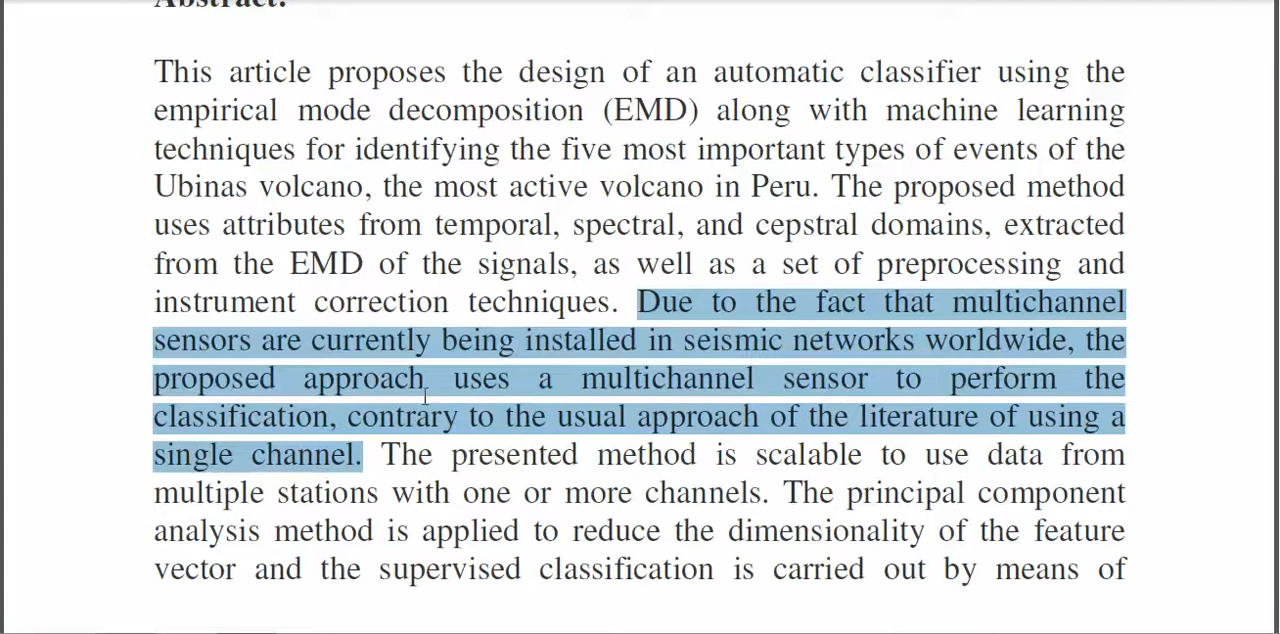 Abstract:
This article proposes the design of an automatic classifier using the
empirical mode decomposition (EMD) along with machine learning
techniques for identifying the five most important types of events of the
Ubinas volcano, the most active volcano in Peru. The proposed method
uses attributes from temporal, spectral, and cepstral domains, extracted
from the EMD of the signals, as well as a set of preprocessing and
instrument correction techniques. Due to the fact that multichannel
sensors are currently being installed in seismic networks worldwide, the
proposed approach uses a multichannel sensor to perform the
classification, contrary to the usual approach of the literature of using a
single channel. The presented method is scalable to use data from
multiple stations with one or more channels. The principal component
analysis method is applied to reduce the dimensionality of the feature
vector and the supervised classification is carried out by means of